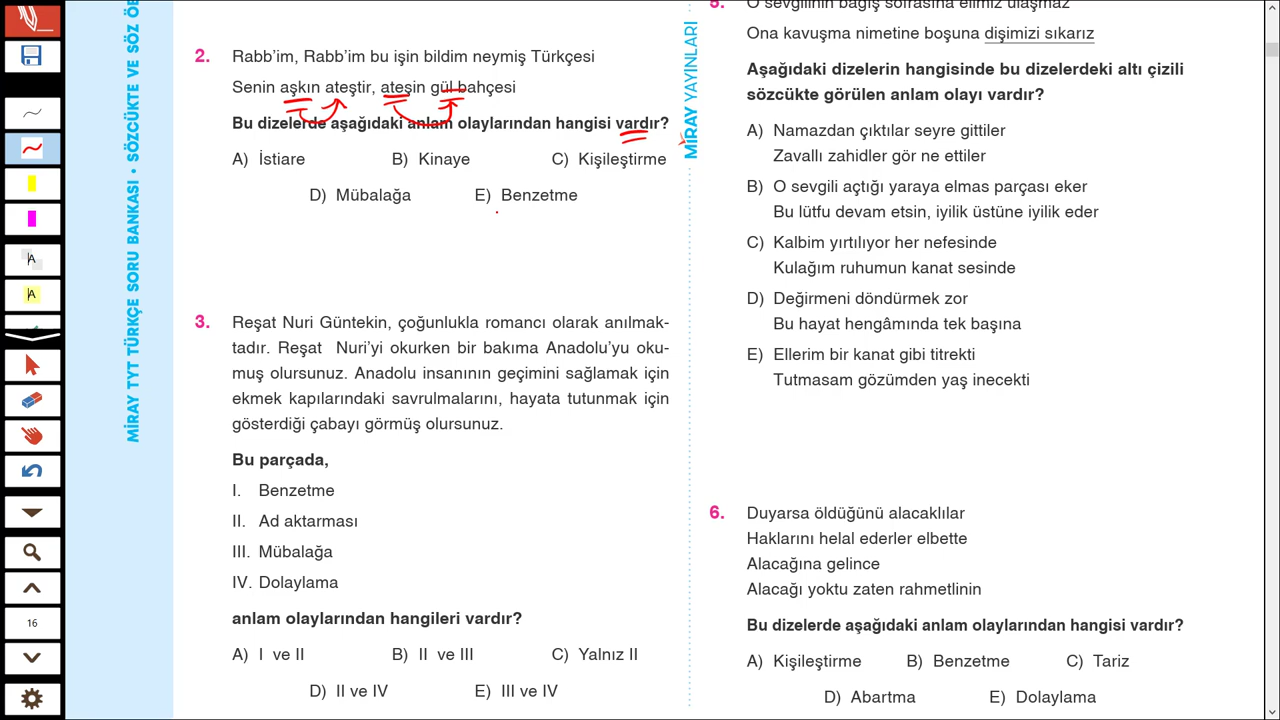 MİRAY TYT TÜRKÇE SORU BANKASI • SÖZCÜKTE VE SÖZ
2. Rabb'im, Rabb'im bu işin bildim neymiş Türkçesi
Senin aşkın ateştir, ateşin gül bahçesi
Bu dizelerde aşağıdaki anlam olaylarından hangisi vardır?
A) İstiare B) Kinaye C) Kişileştirme
D) Mübalağa E) Benzetme
3. Reşat Nuri Güntekin, çoğunlukla romancı olarak anılmak-
tadır. Reşat Nuri'yi okurken bir bakıma Anadolu'yu oku-
muş olursunuz. Anadolu insanının geçimini sağlamak için
ekmek kapılarındaki savrulmalarını, hayata tutunmak için
gösterdiği çabayı görmüş olursunuz.
Bu parçada,
I. Benzetme
II. Ad aktarması
III. Mübalağa
IV. Dolaylama
anlam olaylarından hangileri vardır?
A) I ve II B) II ve III C) Yalnız II
D) II ve IV E) III ve IV
MİRAY YAYINLARI
5. O sevgilinin bağış sofrasına elimiz ulaşmaz
Ona kavuşma nimetine boşuna dişimizi sıkarız
Aşağıdaki dizelerin hangisinde bu dizelerdeki altı çizili
sözcükte görülen anlam olayı vardır?
A) Namazdan çıktılar seyre gittiler
Zavallı zahidler gör ne ettiler
B) O sevgili açtığı yaraya elmas parçası eker
Bu lütfu devam etsin, iyilik üstüne iyilik eder
C) Kalbim yırtılıyor her nefesinde
Kulağım ruhumun kanat sesinde
D) Değirmeni döndürmek zor
Bu hayat hengâmında tek başına
E) Ellerim bir kanat gibi titrekti
Tutmasam gözümden yaş inecekti
6. Duyarsa öldüğünü alacaklılar
Haklarını helal ederler elbette
Alacağına gelince
Alacağı yoktu zaten rahmetlinin
Bu dizelerde aşağıdaki anlam olaylarından hangisi vardır?
A) Kişileştirme B) Benzetme C) Tariz
D) Abartma E) Dolaylama
A
A
16